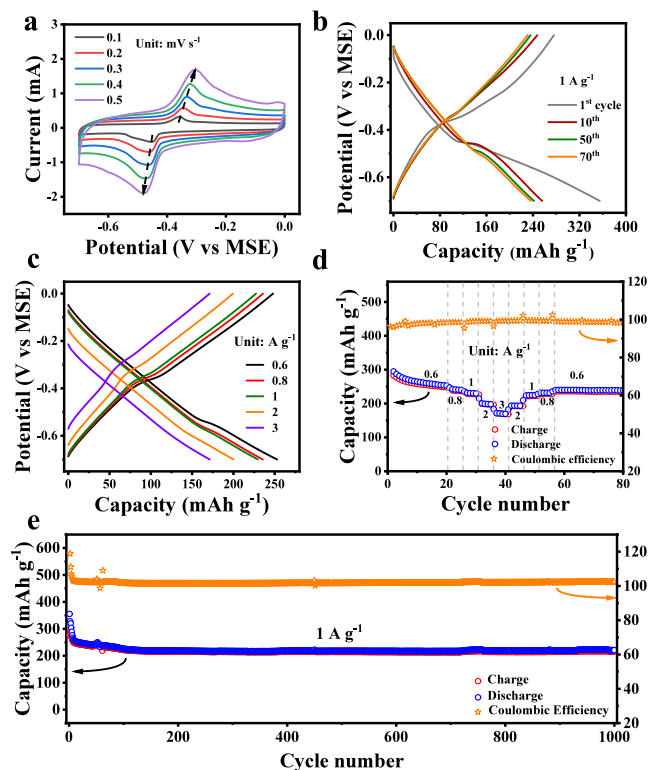 a
3
2
1
0
-1
-2
Current (mA)
Unit: mV s⁻¹
0.1
0.2
0.3
0.4
0.5
-0.6
-0.4
-0.2
0.0
Potential (V vs MSE)
b
0.0
-0.2
-0.4
-0.6
Potential (V vs MSE)
1 A g⁻¹
1ˢᵗ cycle
10ᵗʰ
50ᵗʰ
70ᵗʰ
0
80
160
240
320
400
Capacity (mAh g⁻¹)
c
0.0
-0.2
-0.4
-0.6
Potential (V vs MSE)
Unit: A g⁻¹
0.6
0.8
1
2
3
0
50
100
150
200
250
300
Capacity (mAh g⁻¹)
d
500
400
300
200
100
0
Capacity (mAh g⁻¹)
Unit: A g⁻¹
0.6
0.8
1
2
3
2
1
0.8
0.6
Charge
Discharge
Coulombic efficiency
120
100
80
60
40
20
0
20
40
60
80
Cycle number
e
600
500
400
300
200
100
0
Capacity (mAh g⁻¹)
1 A g⁻¹
Charge
Discharge
Coulombic Efficiency
120
100
80
60
40
20
0
200
400
600
800
1000
Cycle number